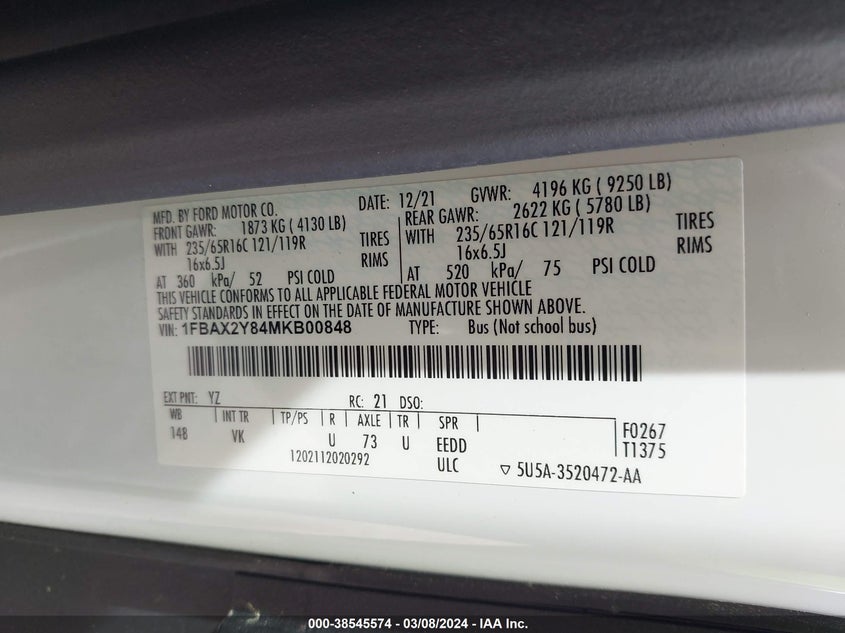 MFD. BY FORD MOTOR CO.
DATE: 12/21 GVWR: 4196 KG ( 9250 LB)
FRONT GAWR: 1873 KG ( 4130 LB)
WITH 235/65R16C 121/119R TIRES
16x6.5J RIMS
AT 360 kPa/ 52 PSI COLD
REAR GAWR: 2622 KG ( 5780 LB)
WITH 235/65R16C 121/119R TIRES
16x6.5J RIMS
AT 520 kPa/ 75 PSI COLD
THIS VEHICLE CONFORMS TO ALL APPLICABLE FEDERAL MOTOR VEHICLE
SAFETY STANDARDS IN EFFECT ON THE DATE OF MANUFACTURE SHOWN ABOVE.
VIN: 1FBAX2Y84MKB00848 TYPE: Bus (Not school bus)
EXT PNT: YZ RC: 21 DSO:
WB INT TR TP/PS R AXLE TR SPR
148 VK U 73 U EEDD
1202112020292 ULC
F0267
T1375
▽ 5U5A-3520472-AA
000-38545574 - 03/08/2024 - IAA Inc.